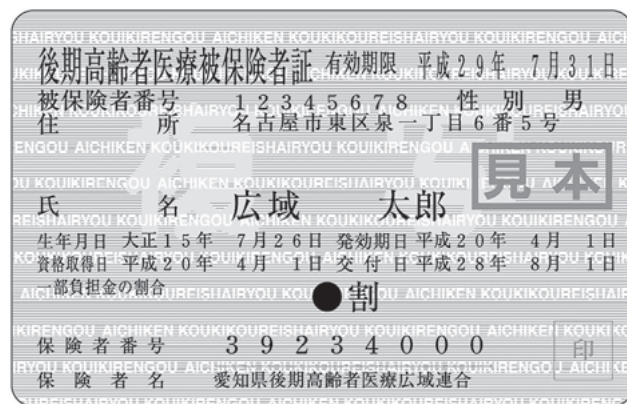 後期高齢者医療被保険者証 有効期限 平成29年 7月31日
被保険者番号 12345678 性別 男
住所 名古屋市東区泉一丁目6番5号
見本
氏名 広域 太郎
生年月日 大正15年 7月26日 発効期日 平成20年 4月 1日
資格取得日 平成20年 4月 1日 交付日 平成28年 8月 1日
一部負担金の割合
●割
保険者番号 39234000
保険者名 愛知県後期高齢者医療広域連合
印